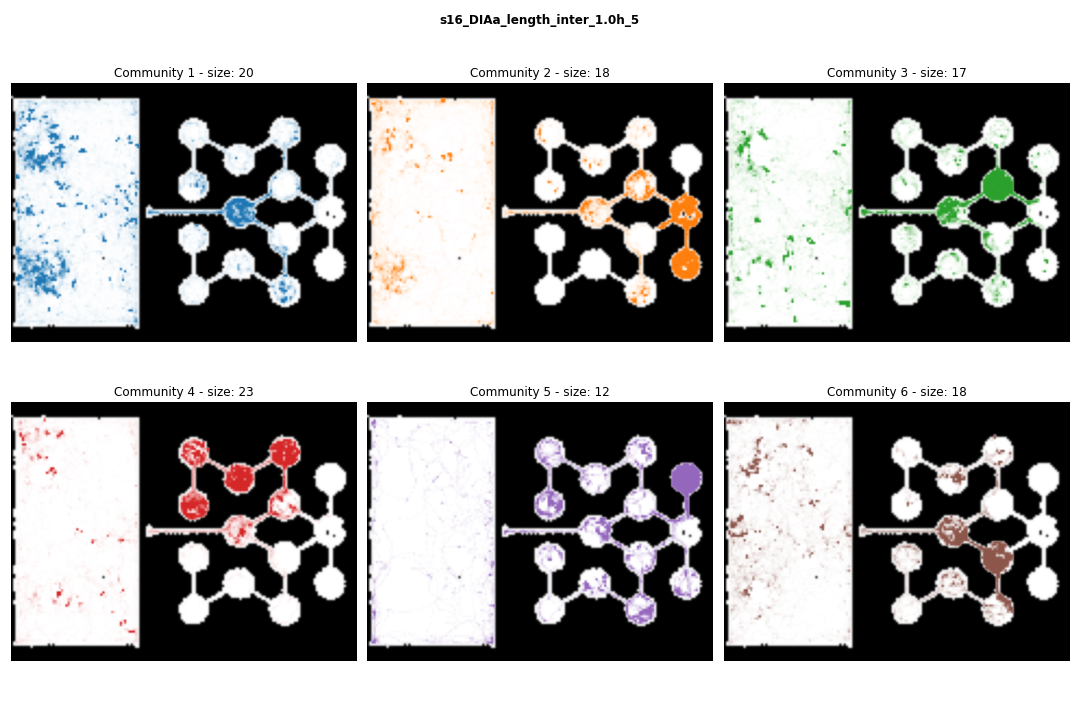 s16_DIAa_length_inter_1.0h_5
Community 1 - size: 20
Community 2 - size: 18
Community 3 - size: 17
Community 4 - size: 23
Community 5 - size: 12
Community 6 - size: 18